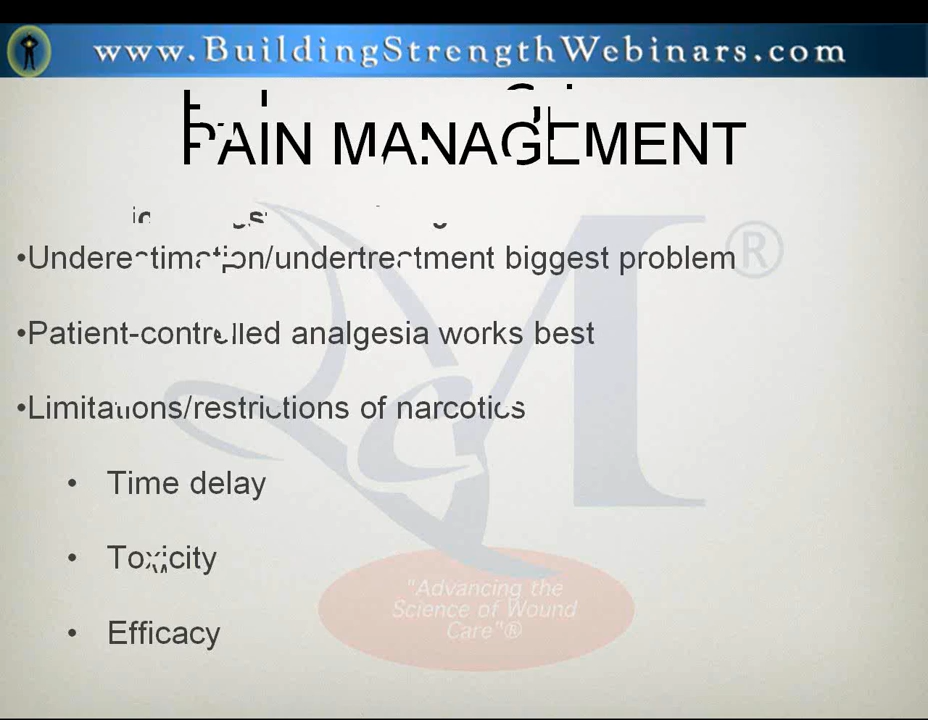 www.BuildingStrengthWebinars.com
PAIN MANAGEMENT
•Underestimation/undertreatment biggest problem
®
•Patient-controlled analgesia works best
•Limitations/restrictions of narcotics
• Time delay
• Toxicity
• Efficacy
"Advancing the
Science of Wound
Care"®